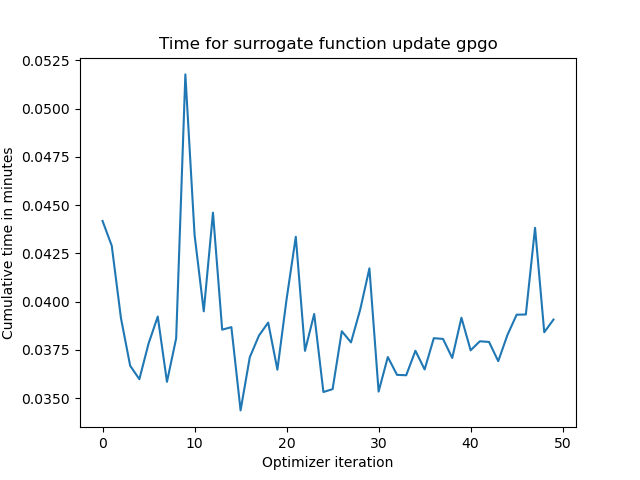 Time for surrogate function update gpgo
Cumulative time in minutes
0.0525
0.0500
0.0475
0.0450
0.0425
0.0400
0.0375
0.0350
0 10 20 30 40 50
Optimizer iteration